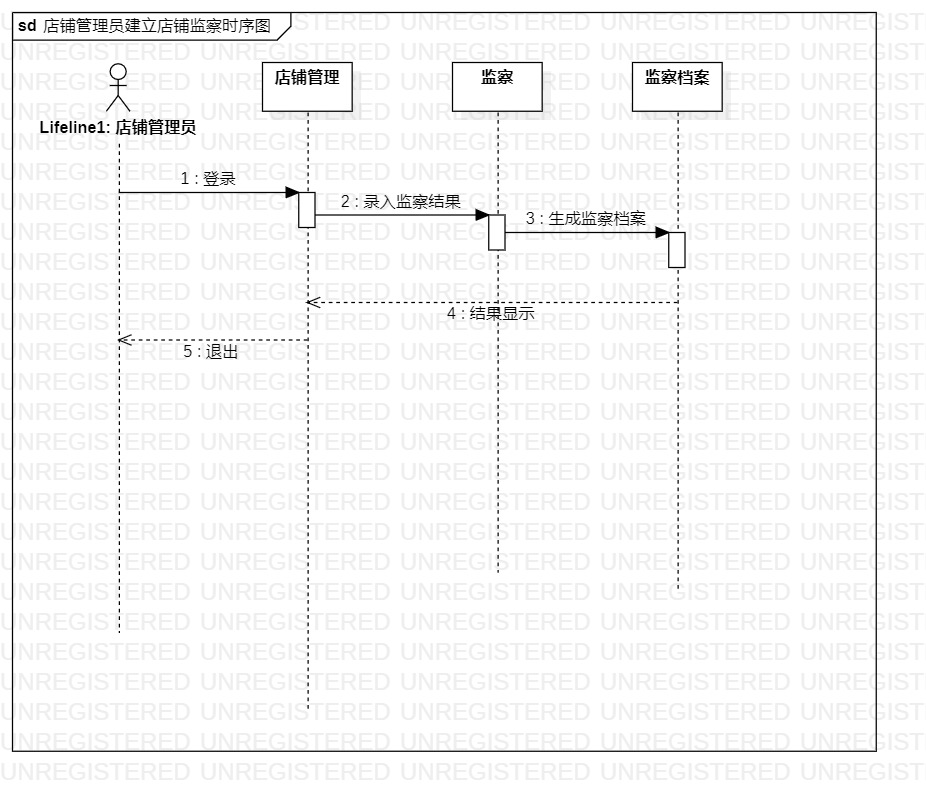 sd 店铺管理员建立店铺监察时序图
店铺管理 监察 监察档案
Lifeline1: 店铺管理员
1 : 登录
2 : 录入监察结果
3 : 生成监察档案
4 : 结果显示
5 : 退出
UNREGISTERED